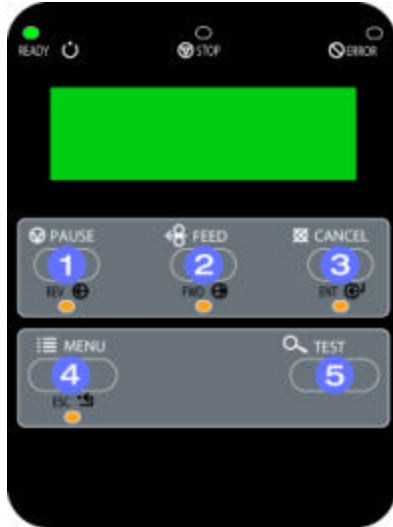 READY STOP ERROR
PAUSE FEED CANCEL
1 2 3
REV FWD ENT
MENU TEST
4 5
ESC